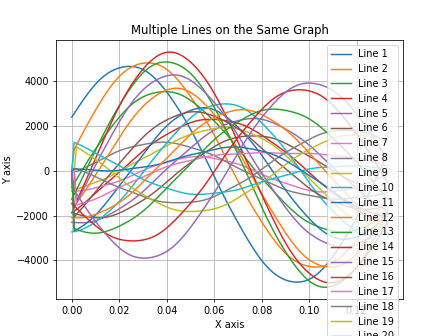 Multiple Lines on the Same Graph
Y axis
4000
2000
0
−2000
−4000
0.00
0.02
0.04
0.06
0.08
0.10
X axis
Line 1
Line 2
Line 3
Line 4
Line 5
Line 6
Line 7
Line 8
Line 9
Line 10
Line 11
Line 12
Line 13
Line 14
Line 15
Line 16
Line 17
Line 18
Line 19
Line 20